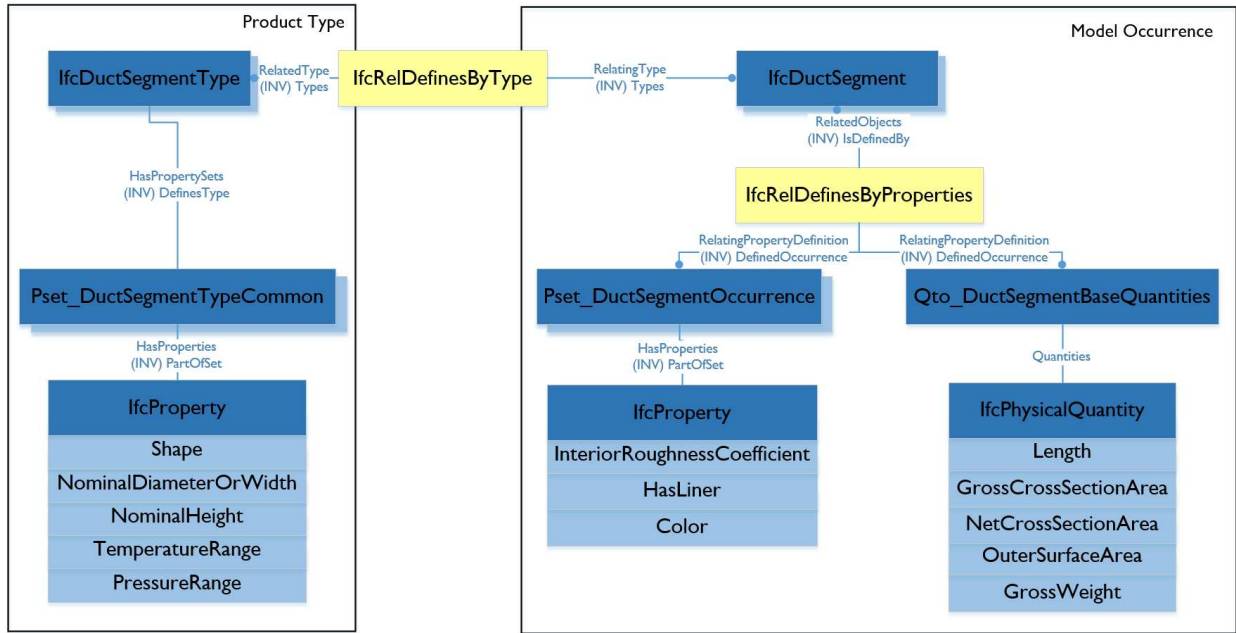 Product Type
Model Occurrence
IfcDuctSegmentType
RelatedType
(INV) Types
IfcRelDefinesByType
RelatingType
(INV) Types
IfcDuctSegment
RelatedObjects
(INV) IsDefinedBy
HasPropertySets
(INV) DefinesType
IfcRelDefinesByProperties
RelatingPropertyDefinition
(INV) DefinedOccurrence
RelatingPropertyDefinition
(INV) DefinedOccurrence
Pset_DuctSegmentTypeCommon
Pset_DuctSegmentOccurrence
Qto_DuctSegmentBaseQuantities
HasProperties
(INV) PartOfSet
HasProperties
(INV) PartOfSet
Quantities
IfcProperty
Shape
NominalDiameterOrWidth
NominalHeight
TemperatureRange
PressureRange
IfcProperty
InteriorRoughnessCoefficient
HasLiner
Color
IfcPhysicalQuantity
Length
GrossCrossSectionArea
NetCrossSectionArea
OuterSurfaceArea
GrossWeight